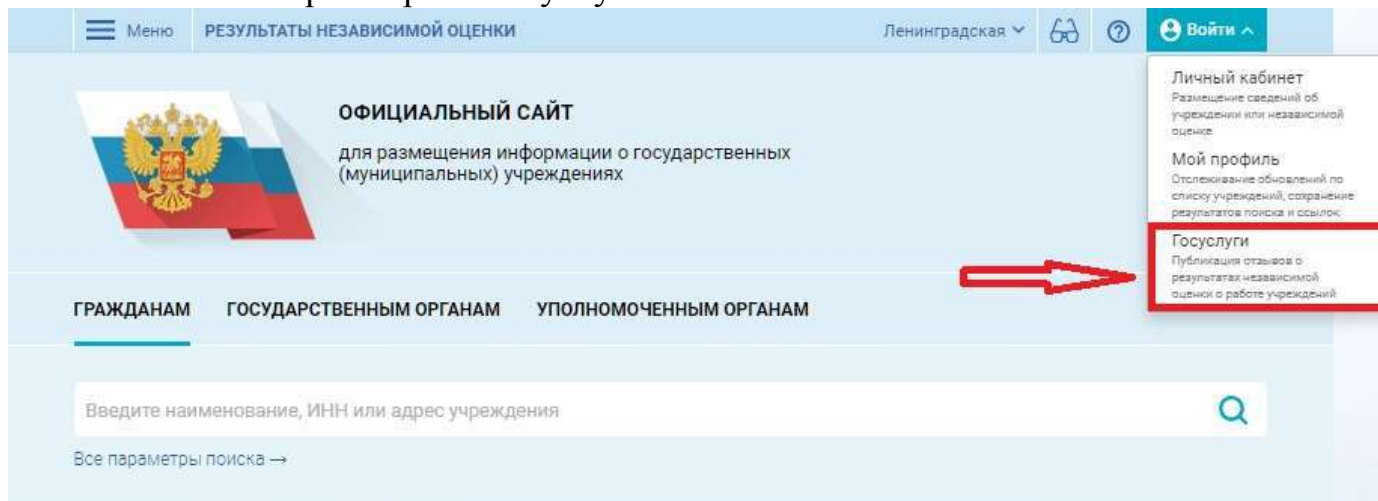 Меню РЕЗУЛЬТАТЫ НЕЗАВИСИМОЙ ОЦЕНКИ Ленинградская Войти
Личный кабинет
Размещение сведений об
учреждении или независимой
оценке
Мой профиль
Отслеживание обновлений по
списку учреждений, сохранение
результатов поиска и ссылок
Госуслуги
Публикация отзывов о
результатах независимой
оценки о работе учреждений
ОФИЦИАЛЬНЫЙ САЙТ
для размещения информации о государственных
(муниципальных) учреждениях
ГРАЖДАНАМ ГОСУДАРСТВЕННЫМ ОРГАНАМ УПОЛНОМОЧЕННЫМ ОРГАНАМ
Введите наименование, ИНН или адрес учреждения
Все параметры поиска →